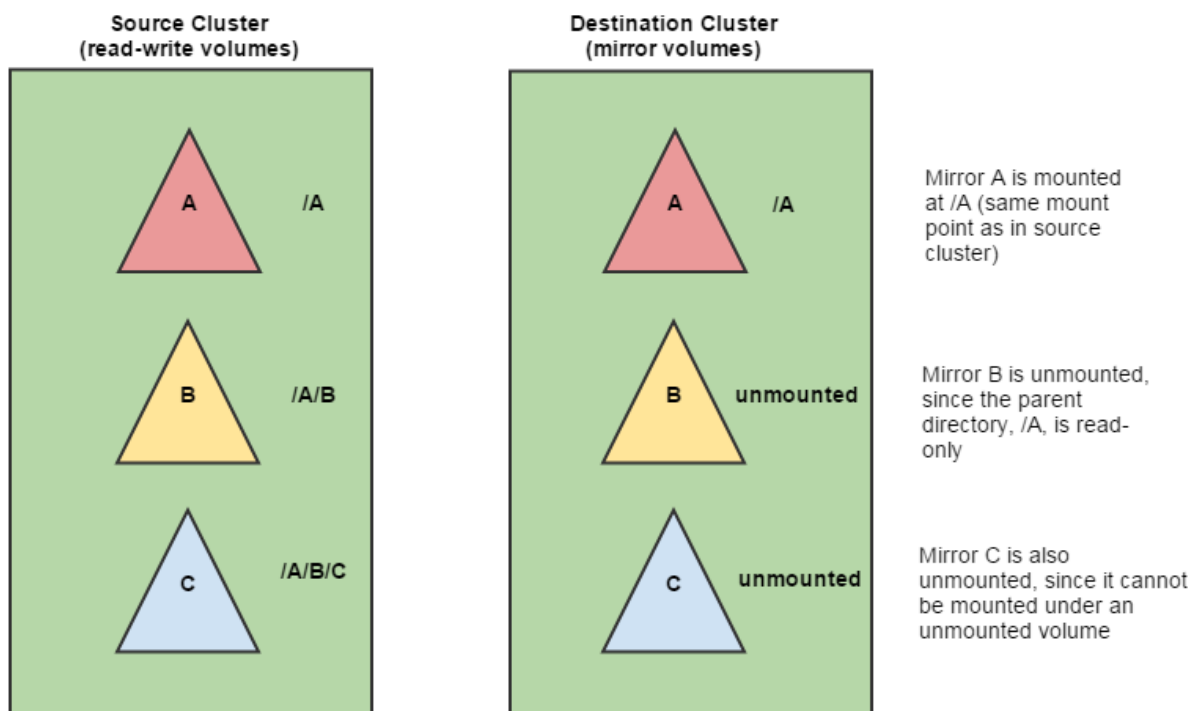 Source Cluster
(read-write volumes)
Destination Cluster
(mirror volumes)
A
/A
A
/A
Mirror A is mounted
at /A (same mount
point as in source
cluster)
B
/A/B
B
unmounted
Mirror B is unmounted,
since the parent
directory, /A, is read-
only
C
/A/B/C
C
unmounted
Mirror C is also
unmounted, since it cannot
be mounted under an
unmounted volume